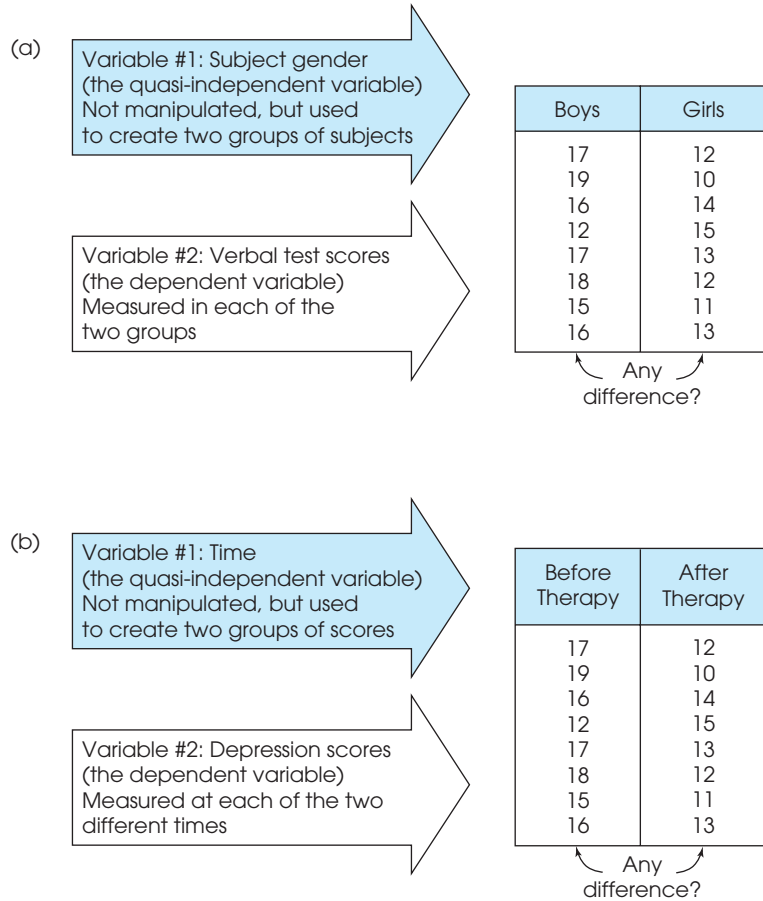 (a)
Variable #1: Subject gender
(the quasi-independent variable)
Not manipulated, but used
to create two groups of subjects
Variable #2: Verbal test scores
(the dependent variable)
Measured in each of the
two groups
Boys Girls
17 12
19 10
16 14
12 15
17 13
18 12
15 11
16 13
Any
difference?
(b)
Variable #1: Time
(the quasi-independent variable)
Not manipulated, but used
to create two groups of scores
Variable #2: Depression scores
(the dependent variable)
Measured at each of the two
different times
Before After
Therapy Therapy
17 12
19 10
16 14
12 15
17 13
18 12
15 11
16 13
Any
difference?